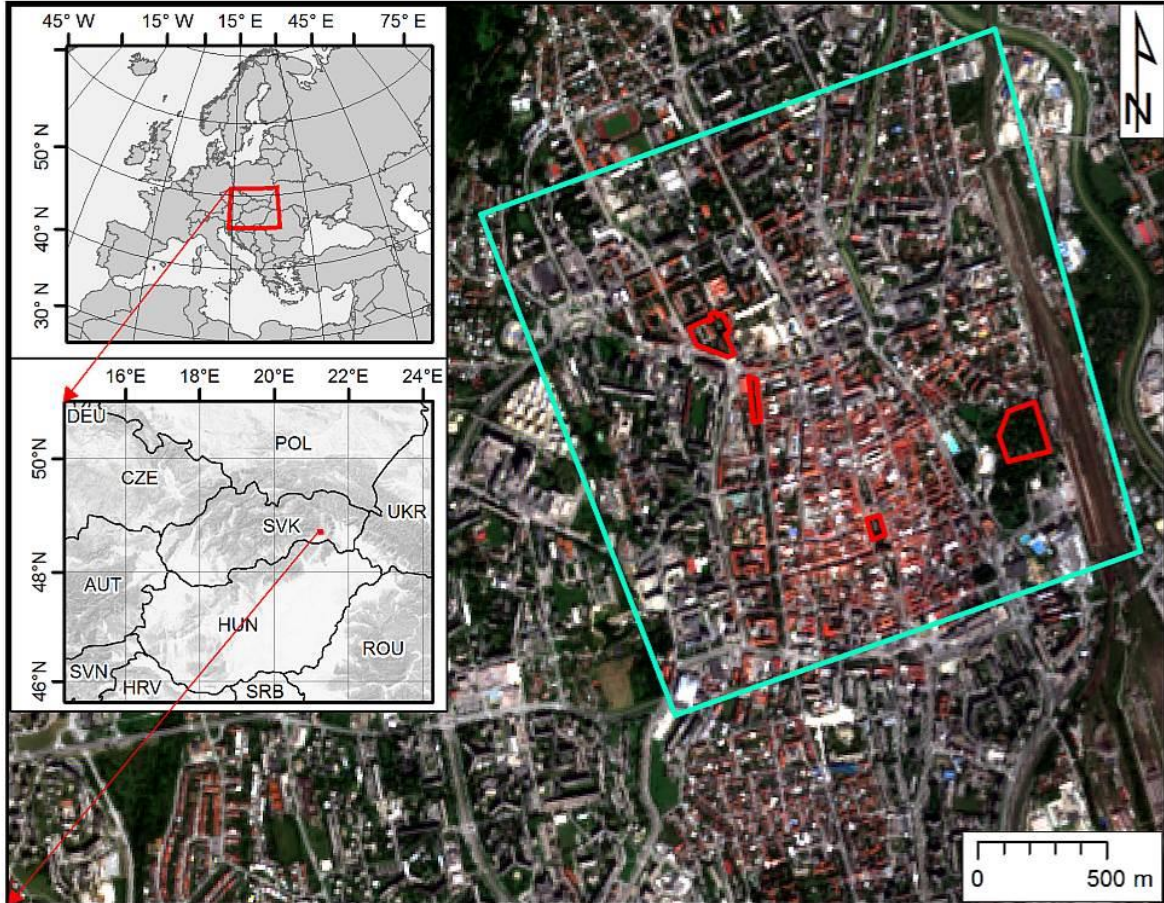 45° W 15° W 15° E 45° E 75° E
50° N
40° N
30° N
N
16°E 18°E 20°E 22°E 24°E
50°N
48°N
46°N
DEU
POL
CZE
UKR
SVK
AUT
HUN
ROU
SVN
HRV
SRB
0 500 m